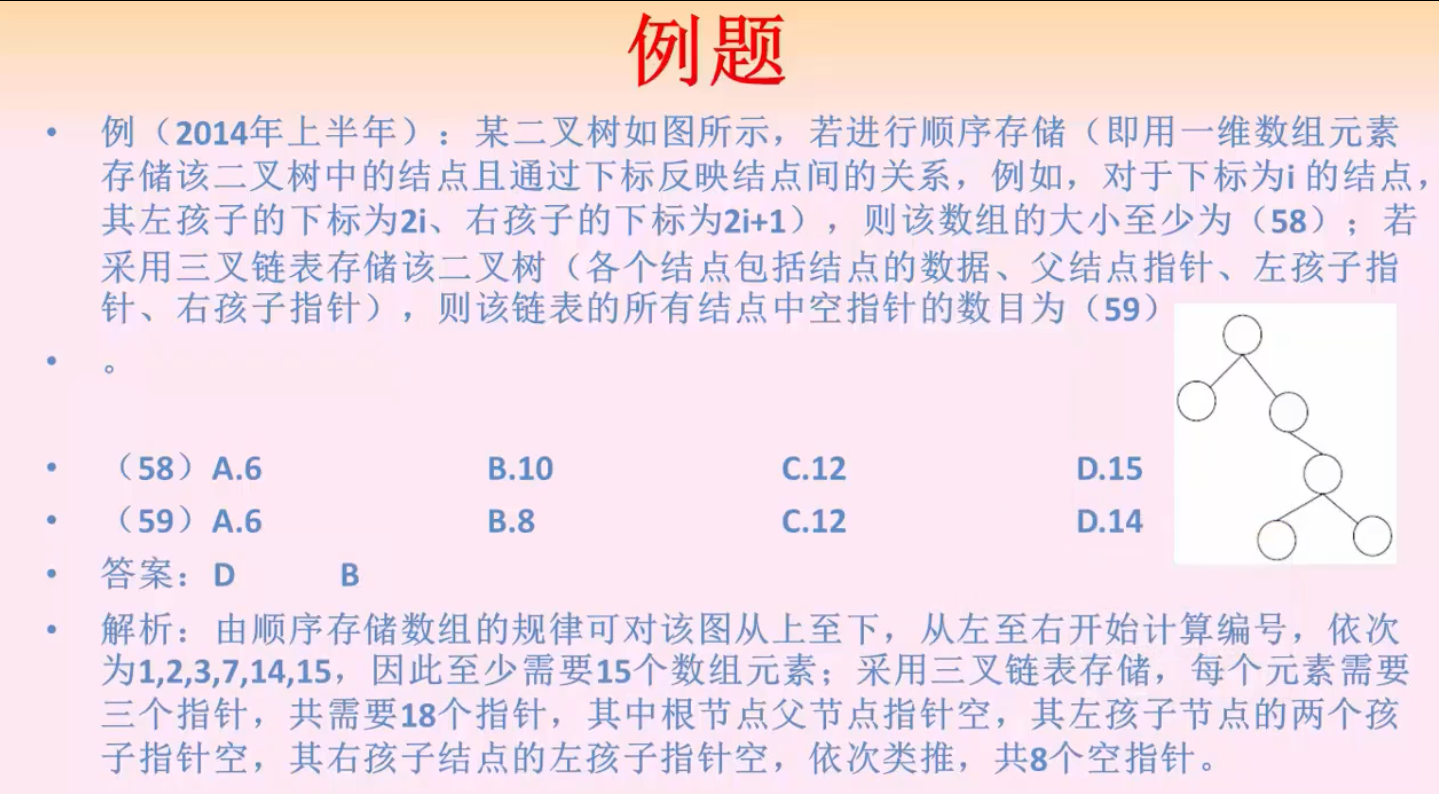 例题
• 例（2014年上半年）：某二叉树如图所示，若进行顺序存储（即用一维数组元素
存储该二叉树中的结点且通过下标反映结点间的关系，例如，对于下标为i 的结点，
其左孩子的下标为2i、右孩子的下标为2i+1），则该数组的大小至少为（58）；若
采用三叉链表存储该二叉树（各个结点包括结点的数据、父结点指针、左孩子指
针、右孩子指针），则该链表的所有结点中空指针的数目为（59）
• 。
• （58）A.6 B.10 C.12 D.15
• （59）A.6 B.8 C.12 D.14
• 答案：D B
• 解析：由顺序存储数组的规律可对该图从上至下，从左至右开始计算编号，依次
为1,2,3,7,14,15，因此至少需要15个数组元素；采用三叉链表存储，每个元素需要
三个指针，共需要18个指针，其中根节点父节点指针空，其左孩子节点的两个孩
子指针空，其右孩子结点的左孩子指针空，依次类推，共8个空指针。